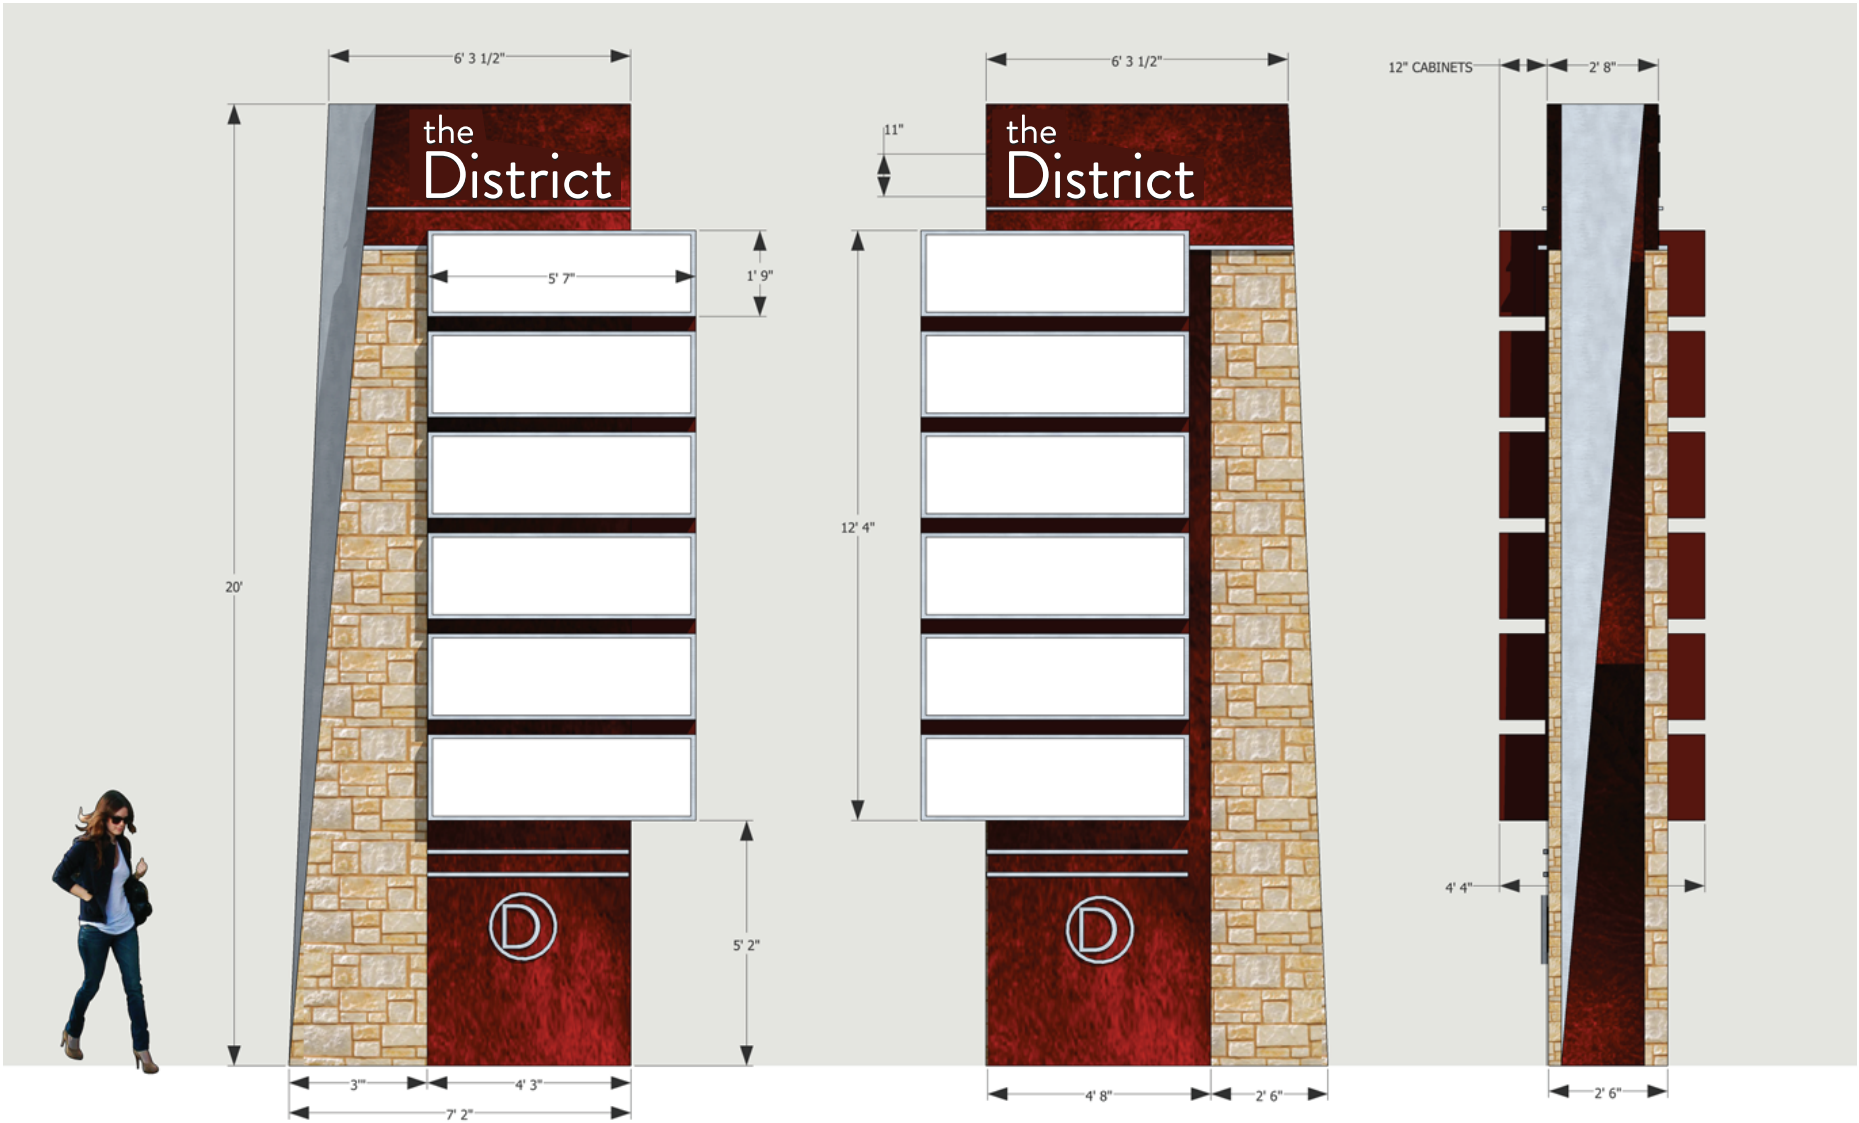 6' 3 1/2"
the
District
5' 7"
1' 9"
20'
D
5' 2"
3'"
4' 3"
7' 2"
6' 3 1/2"
11"
the
District
12' 4"
D
4' 8"
2' 6"
12" CABINETS
2' 8"
4' 4"
2' 6"